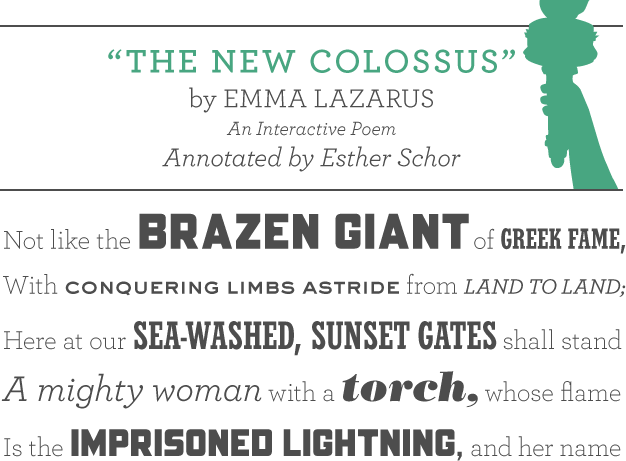 “THE NEW COLOSSUS”
by EMMA LAZARUS
An Interactive Poem
Annotated by Esther Schor
Not like the BRAZEN GIANT of GREEK FAME,
With CONQUERING LIMBS ASTRIDE from LAND TO LAND;
Here at our SEA-WASHED, SUNSET GATES shall stand
A mighty woman with a torch, whose flame
Is the IMPRISONED LIGHTNING, and her name